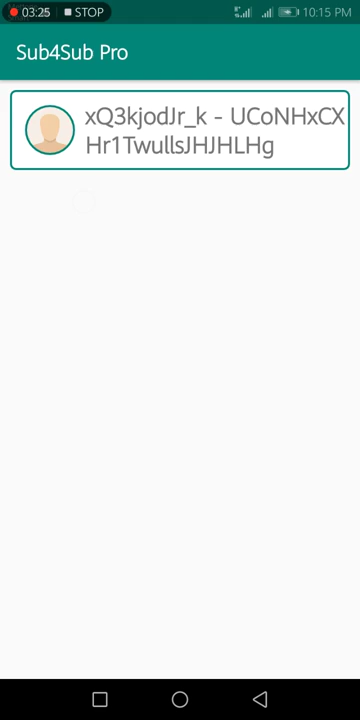 03:25 STOP 10:15 PM
Sub4Sub Pro
xQ3kjodJr_k - UCoNHxCX
Hr1TwullsJHJHLHg